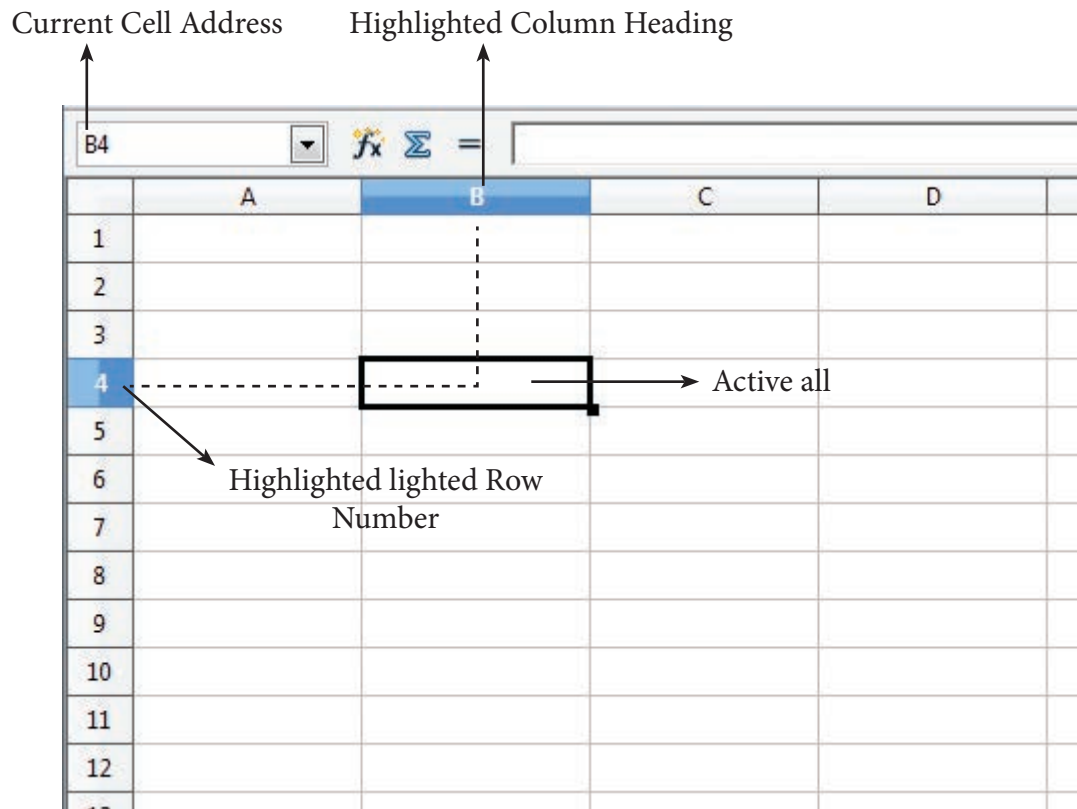 Current Cell Address Highlighted Column Heading
B4 fx Σ =
A B C D
1
2
3
4 Active all
5
6 Highlighted lighted Row
7 Number
8
9
10
11
12